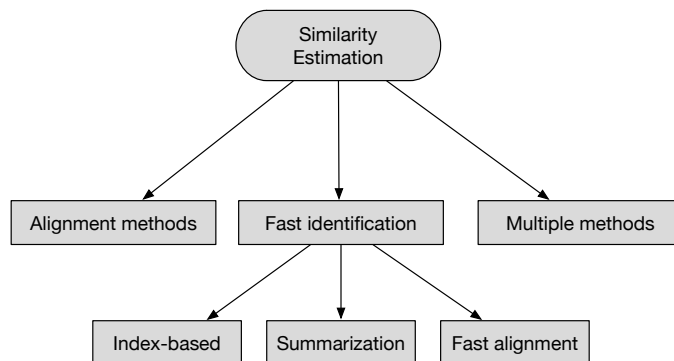 Similarity
Estimation
Alignment methods
Fast identification
Multiple methods
Index-based
Summarization
Fast alignment